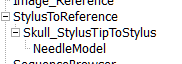 Image_Reference
StylusToReference
Skull_StylusTipToStylus
NeedleModel
SequenceBrowser